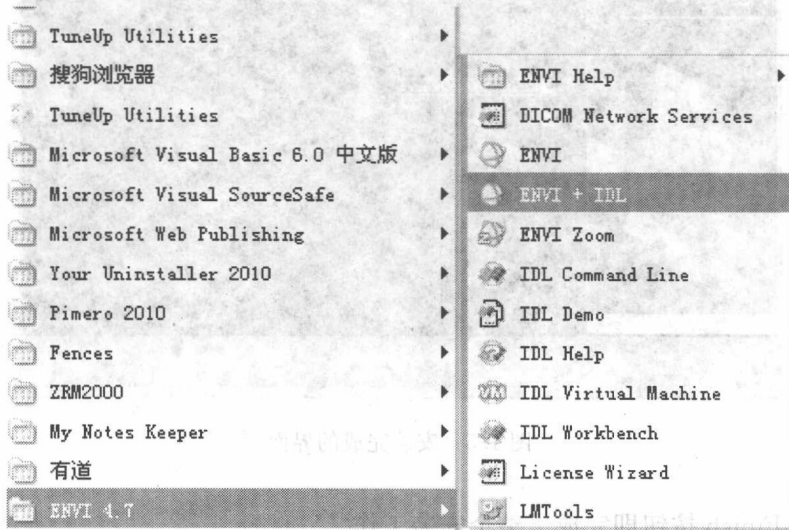 TuneUp Utilities
搜狗浏览器
TuneUp Utilities
Microsoft Visual Basic 6.0 中文版
Microsoft Visual SourceSafe
Microsoft Web Publishing
Your Uninstaller 2010
Pimero 2010
Fences
ZRM2000
My Notes Keeper
有道
ENVI 4.7
ENVI Help
DICOM Network Services
ENVI
ENVI + IDL
ENVI Zoom
IDL Command Line
IDL Demo
IDL Help
IDL Virtual Machine
IDL Workbench
License Wizard
LMTools